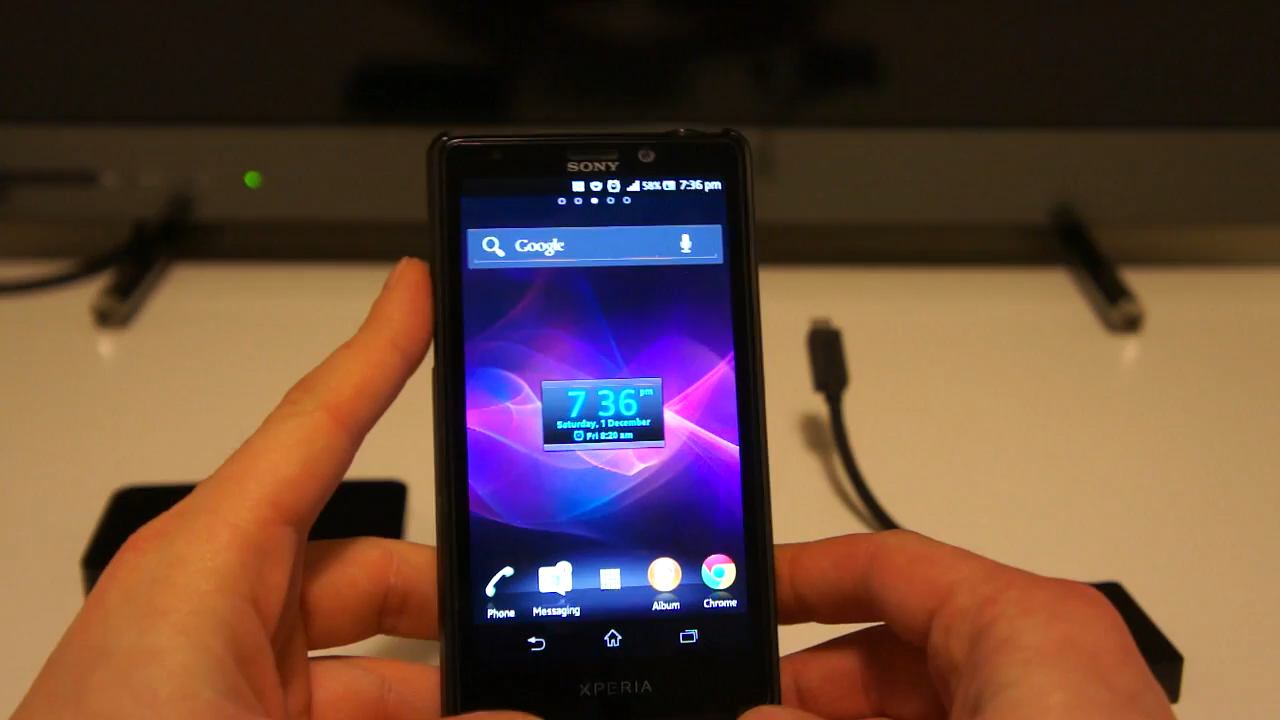 SONY
58% 7:36 pm
Google
7 36 pm
Saturday, 1 December
Fri 8:20 am
Phone Messaging Album Chrome
XPERIA